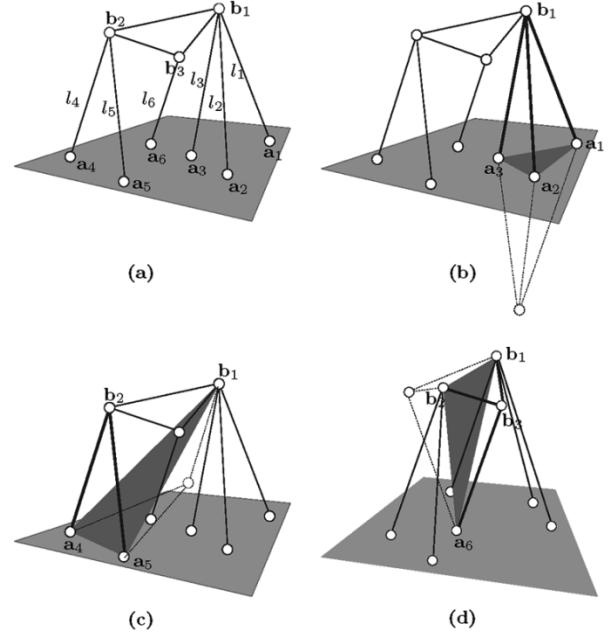 b₂
b₁
b₃
l₃
l₁
l₄
l₅
l₆
l₂
a₁
a₄
a₆
a₃
a₂
a₅
(a)
b₁
a₁
a₃
a₂
(b)
b₁
b₂
a₄
a₅
(c)
b₁
b₂
b₃
a₆
(d)